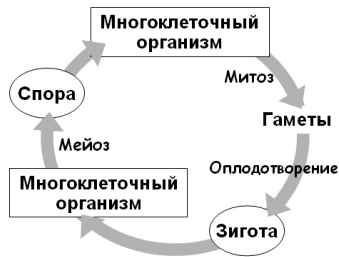 Многоклеточный
организм
Митоз
Гаметы
Оплодотворение
Зигота
Многоклеточный
организм
Мейоз
Спора